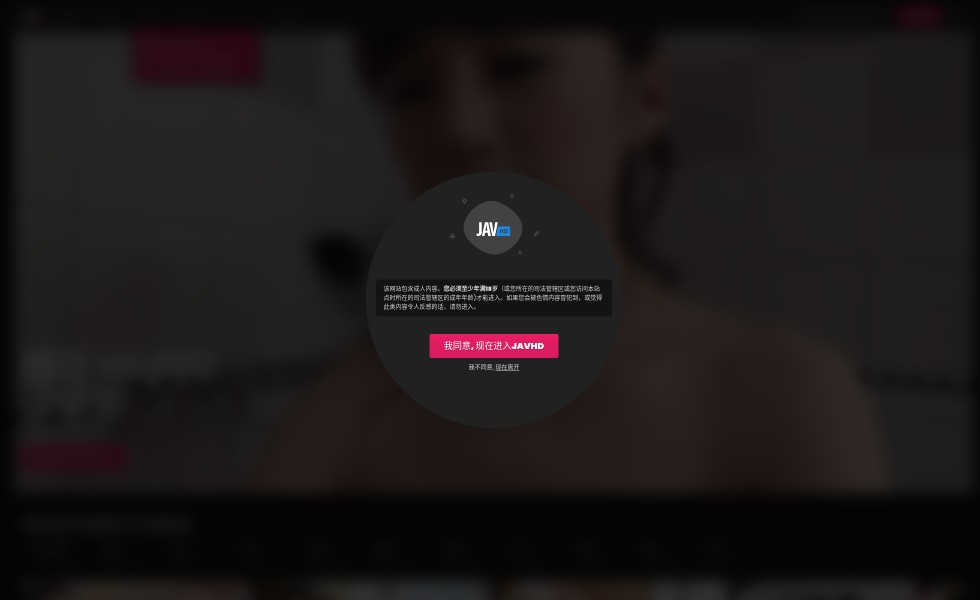 JAV HD
该网站包含成人内容。您必须至少年满18岁（或您所在的司法管辖区或您访问本站
点时所在的司法管辖区的成年年龄)才能进入。如果您会被色情内容冒犯到，或觉得
此类内容令人反感的话，请勿进入。
我同意, 现在进入JAVHD
我不同意, 现在离开